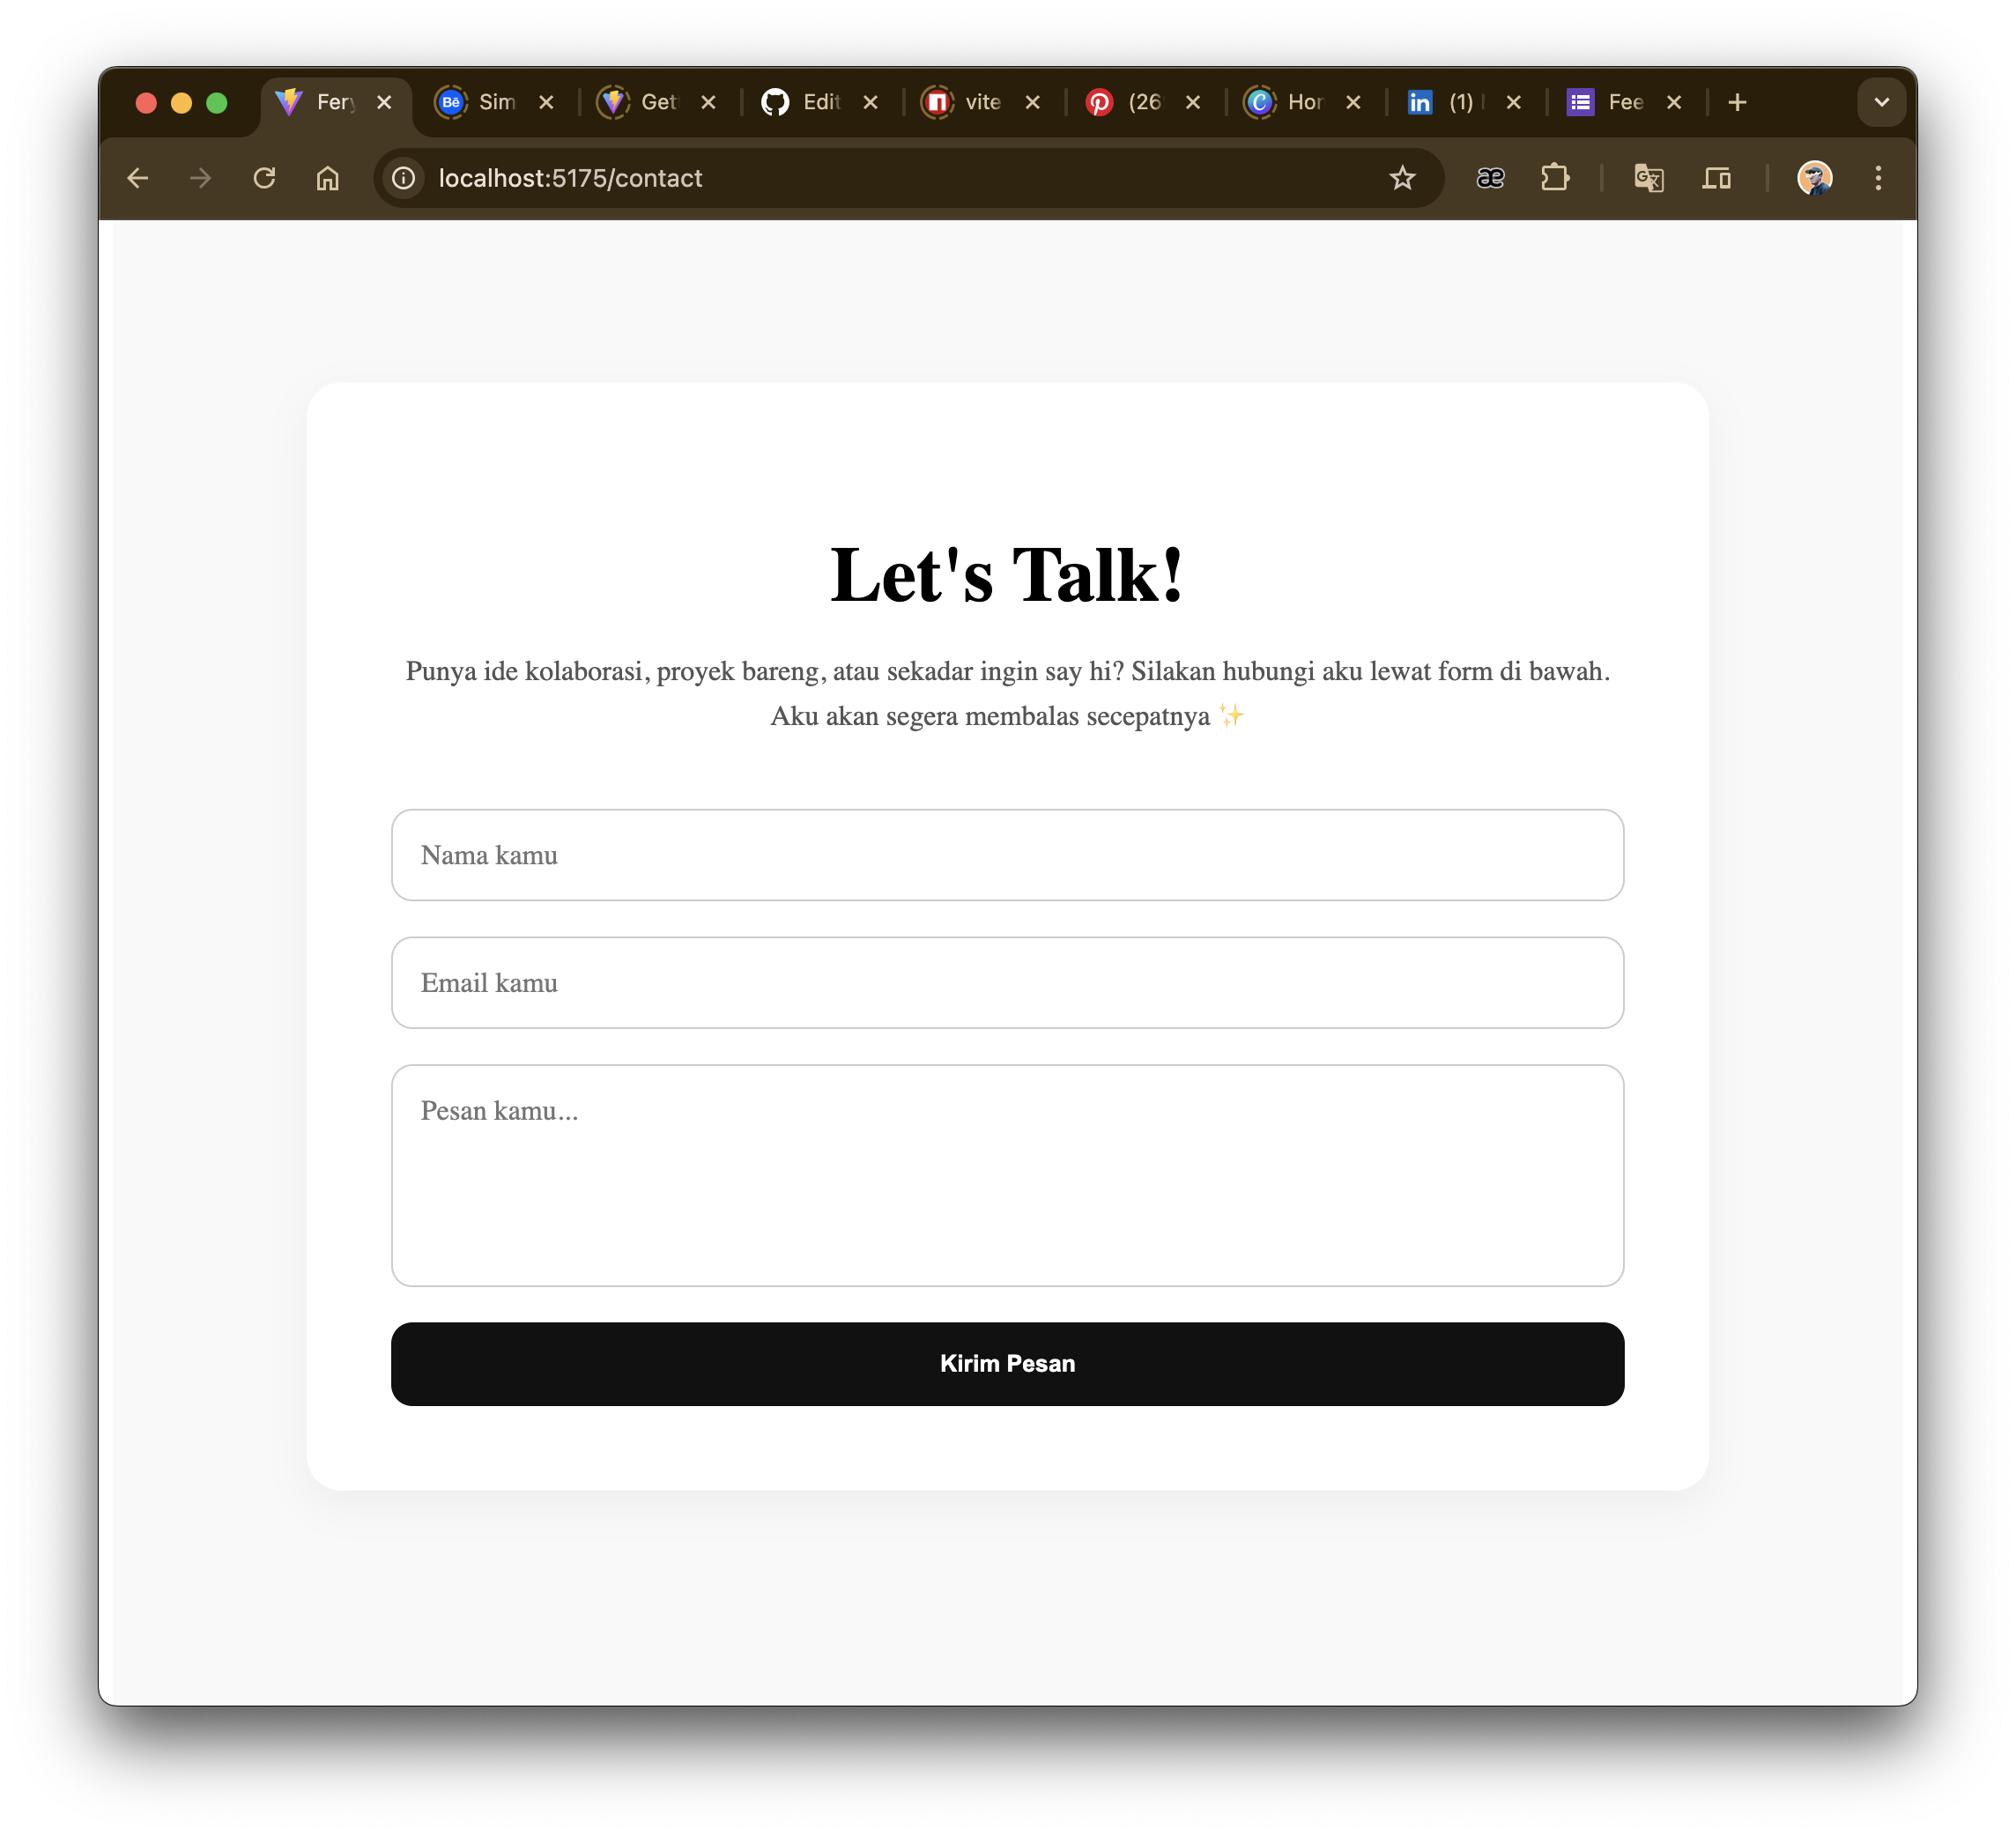 Fery
Sim
Get
Edit
vite
(26
Hor
(1)
Fee
localhost:5175/contact
Let's Talk!
Punya ide kolaborasi, proyek bareng, atau sekadar ingin say hi? Silakan hubungi aku lewat form di bawah.
Aku akan segera membalas secepatnya ✨
Nama kamu
Email kamu
Pesan kamu...
Kirim Pesan